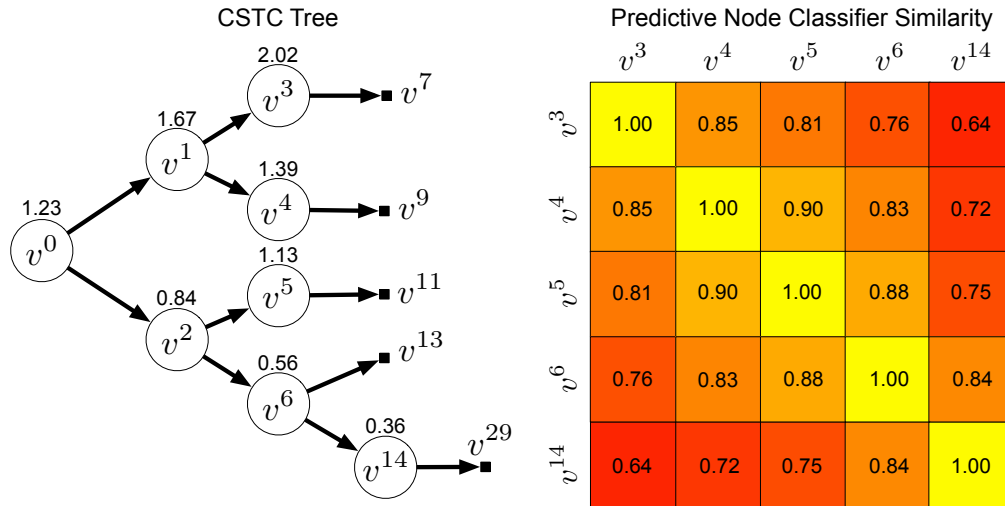 CSTC Tree
2.02
v^3
v^7
1.67
v^1
1.39
v^4
v^9
1.23
v^0
1.13
v^5
v^11
0.84
v^2
v^13
0.56
v^6
0.36
v^14
v^29
Predictive Node Classifier Similarity
v^3 v^4 v^5 v^6 v^14
v^3 1.00 0.85 0.81 0.76 0.64
v^4 0.85 1.00 0.90 0.83 0.72
v^5 0.81 0.90 1.00 0.88 0.75
v^6 0.76 0.83 0.88 1.00 0.84
v^14 0.64 0.72 0.75 0.84 1.00